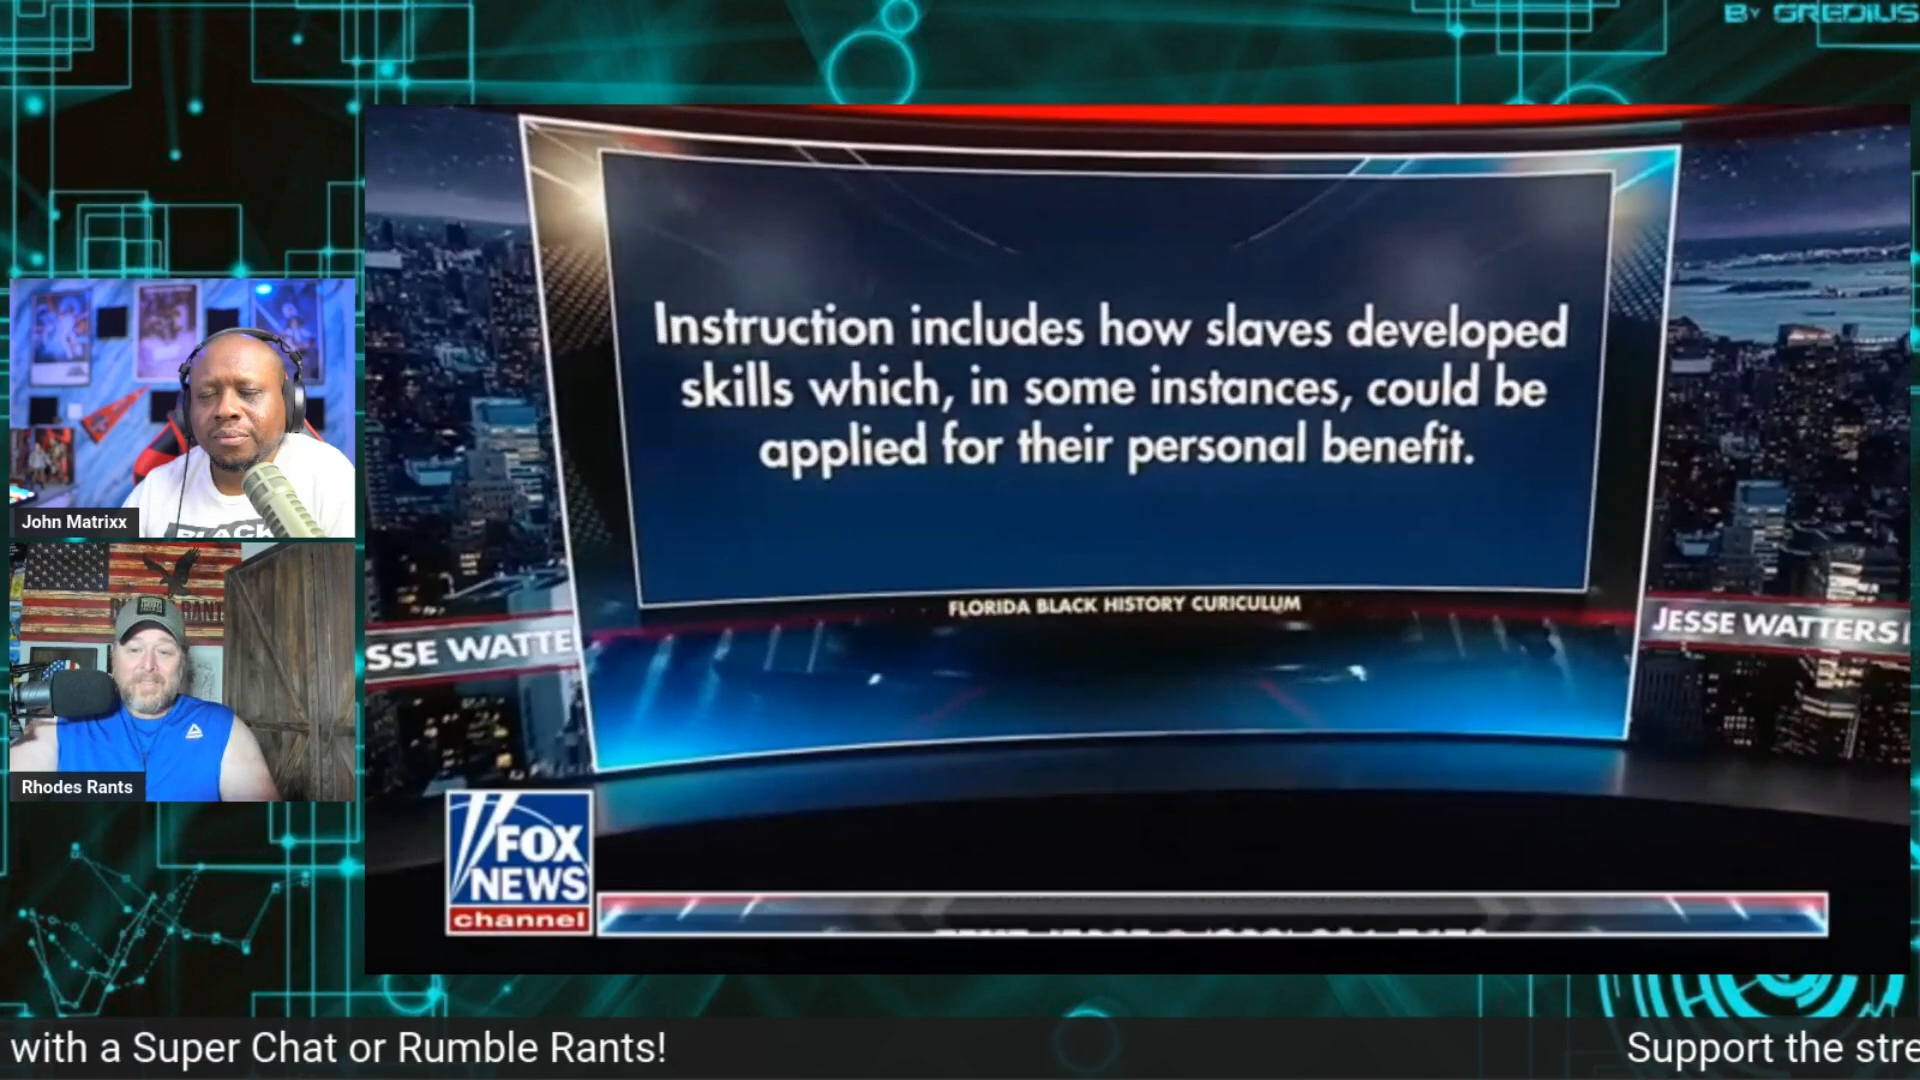 BY GREDIUS
Instruction includes how slaves developed
skills which, in some instances, could be
applied for their personal benefit.
FLORIDA BLACK HISTORY CURICULUM
SSE WATTE
JESSE WATTERS
John Matrixx
BLACK
Rhodes Rants
FOX
NEWS
channel
with a Super Chat or Rumble Rants!
Support the stre